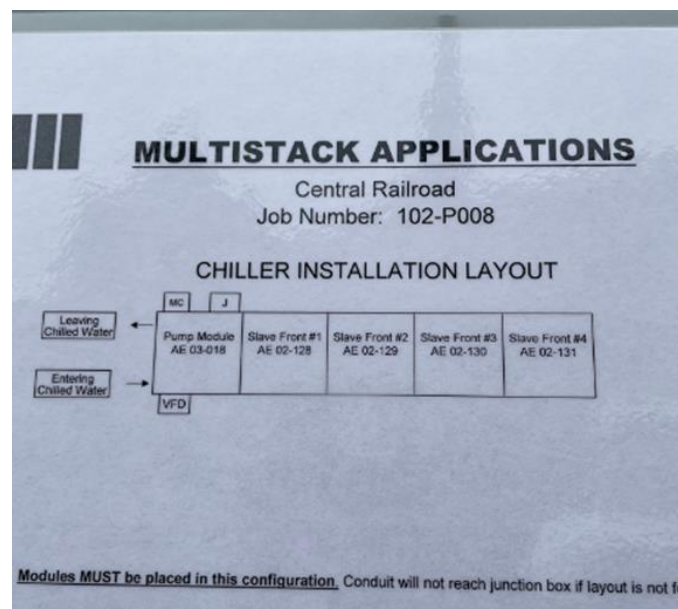 MULTISTACK APPLICATIONS
Central Railroad
Job Number: 102-P008
CHILLER INSTALLATION LAYOUT
MC
J
Leaving
Chilled Water
Pump Module
AE 03-018
Slave Front #1
AE 02-128
Slave Front #2
AE 02-129
Slave Front #3
AE 02-130
Slave Front #4
AE 02-131
Entering
Chilled Water
VFD
Modules MUST be placed in this configuration. Conduit will not reach junction box if layout is not